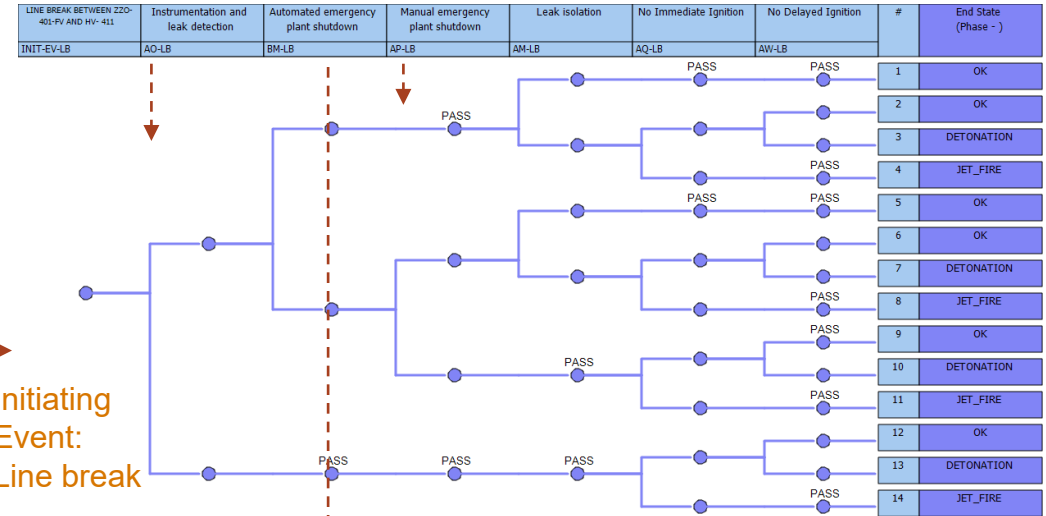 LINE BREAK BETWEEN ZZO-
401-FV AND HV- 411
Instrumentation and
leak detection
Automated emergency
plant shutdown
Manual emergency
plant shutdown
Leak isolation
No Immediate Ignition
No Delayed Ignition
#
End State
(Phase - )
INIT-EV-LB
AO-LB
BM-LB
AP-LB
AM-LB
AQ-LB
AW-LB
PASS PASS
1 OK
2 OK
PASS
3 DETONATION
PASS
4 JET_FIRE
PASS PASS
5 OK
6 OK
7 DETONATION
PASS
8 JET_FIRE
9 OK
PASS
10 DETONATION
PASS
11 JET_FIRE
12 OK
PASS PASS PASS
13 DETONATION
PASS
14 JET_FIRE
nitiating
Event:
Line break